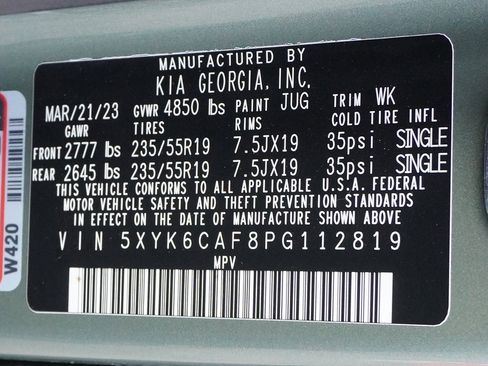 MANUFACTURED BY
KIA GEORGIA, INC.
MAR/21/23 GVWR 4850 lbs PAINT JUG TRIM WK
GAWR TIRES RIMS COLD TIRE INFL
FRONT 2777 lbs 235/55R19 7.5JX19 35psi SINGLE
REAR 2645 lbs 235/55R19 7.5JX19 35psi SINGLE
THIS VEHICLE CONFORMS TO ALL APPLICABLE U.S.A. FEDERAL
MOTOR VEHICLE SAFETY AND THEFT PREVENTION STANDARDS
IN EFFECT ON THE DATE OF MANUFACTURE SHOWN ABOVE
VIN 5XYK6CAF8PG112819
MPV
W420